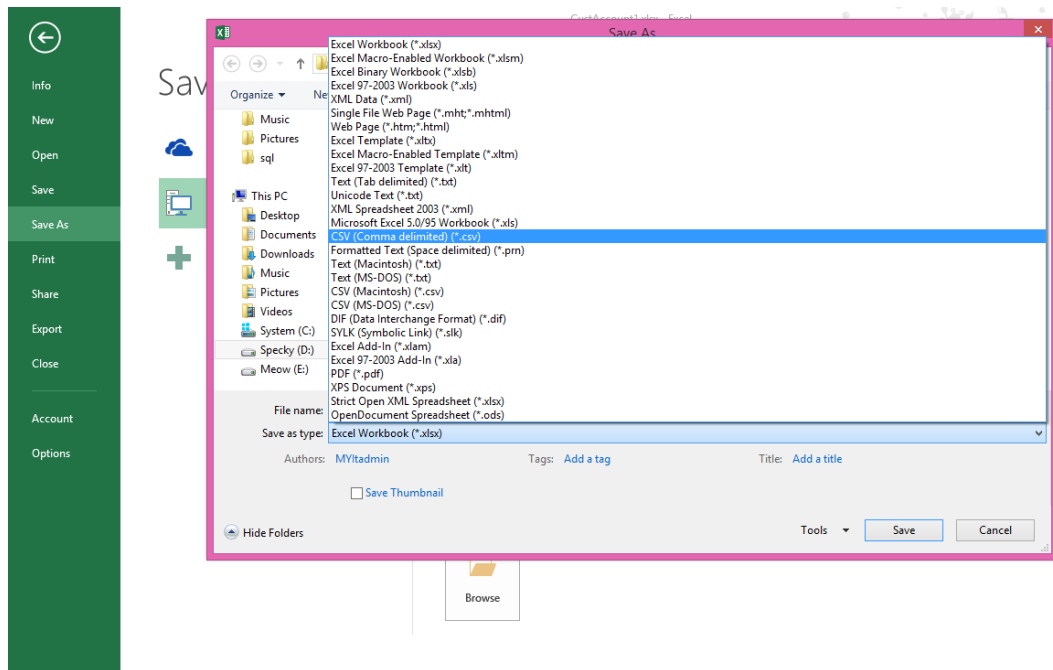 CustAccount1.xlsx - Excel
Save As
Info
New
Open
Save
Save As
Print
Share
Export
Close
Account
Options
Sav
Organize
Ne
Music
Pictures
sql
This PC
Desktop
Documents
Downloads
Music
Pictures
Videos
System (C:)
Specky (D:)
Meow (E:)
Excel Workbook (*.xlsx)
Excel Macro-Enabled Workbook (*.xlsm)
Excel Binary Workbook (*.xlsb)
Excel 97-2003 Workbook (*.xls)
XML Data (*.xml)
Single File Web Page (*.mht;*.mhtml)
Web Page (*.htm;*.html)
Excel Template (*.xltx)
Excel Macro-Enabled Template (*.xltm)
Excel 97-2003 Template (*.xlt)
Text (Tab delimited) (*.txt)
Unicode Text (*.txt)
XML Spreadsheet 2003 (*.xml)
Microsoft Excel 5.0/95 Workbook (*.xls)
CSV (Comma delimited) (*.csv)
Formatted Text (Space delimited) (*.prn)
Text (Macintosh) (*.txt)
Text (MS-DOS) (*.txt)
CSV (Macintosh) (*.csv)
CSV (MS-DOS) (*.csv)
DIF (Data Interchange Format) (*.dif)
SYLK (Symbolic Link) (*.slk)
Excel Add-In (*.xlam)
Excel 97-2003 Add-In (*.xla)
PDF (*.pdf)
XPS Document (*.xps)
Strict Open XML Spreadsheet (*.xlsx)
OpenDocument Spreadsheet (*.ods)
File name:
Save as type: Excel Workbook (*.xlsx)
Authors: MYItadmin Tags: Add a tag Title: Add a title
Save Thumbnail
Hide Folders Tools Save Cancel
Browse